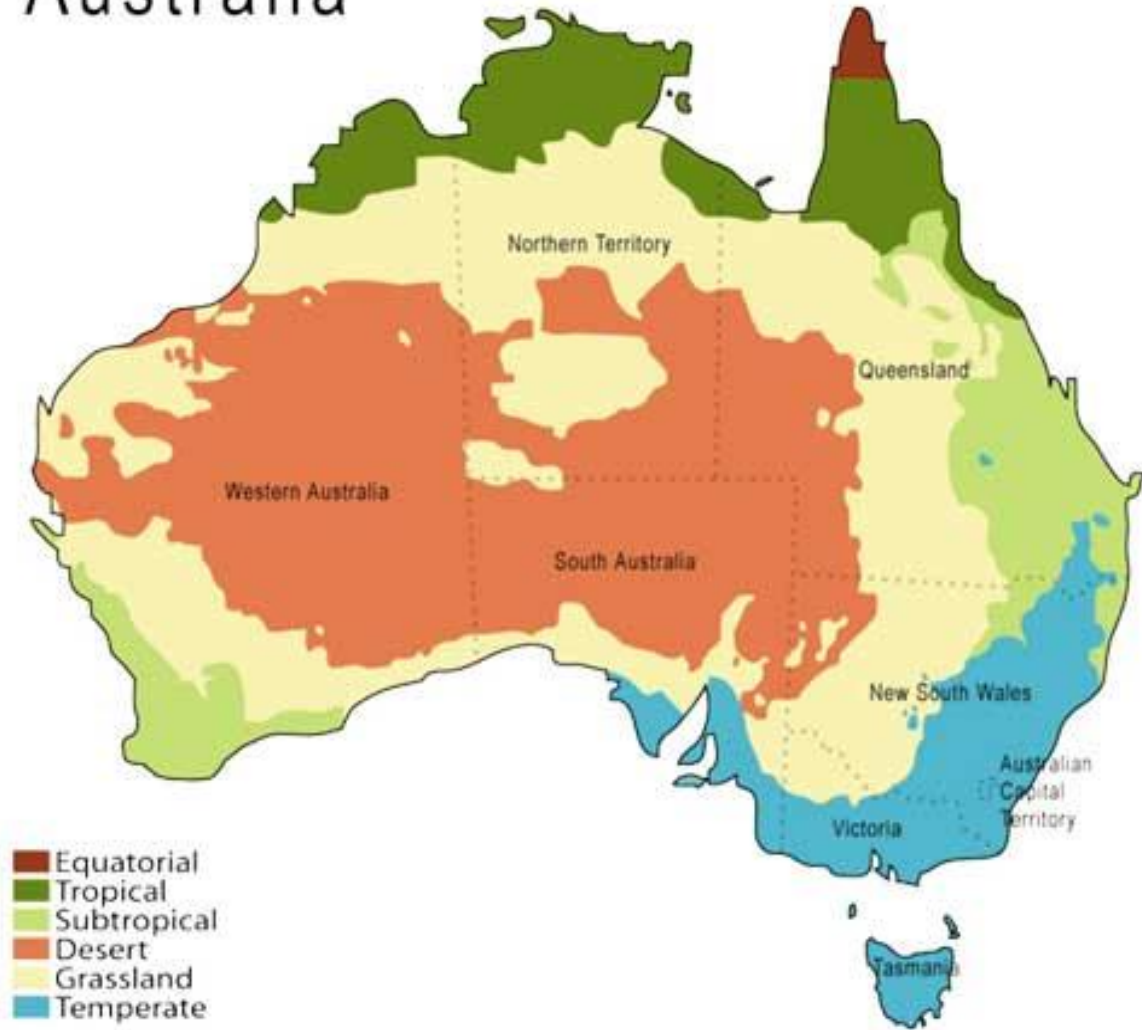 Australia
Northern Territory
Queensland
Western Australia
South Australia
New South Wales
Australian
Capital
Territory
Victoria
Tasmania
Equatorial
Tropical
Subtropical
Desert
Grassland
Temperate